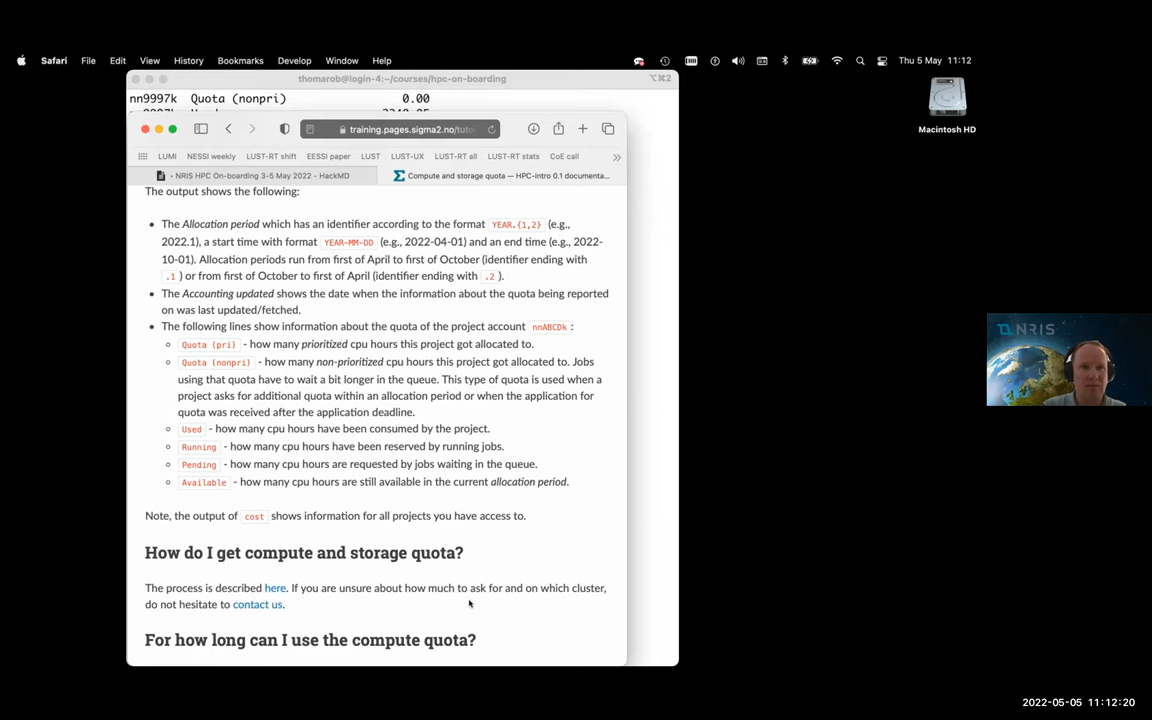 Safari File Edit View History Bookmarks Develop Window Help Thu 5 May 11:12
thomarob@login-4:~/courses/hpc-on-boarding ⌥⌘2
nn9997k Quota (nonpri) 0.00
training.pages.sigma2.no/tuto
LUMI NESSI weekly LUST-RT shift EESSI paper LUST LUST-UX LUST-RT all LUST-RT stats CoE call »
- NRIS HPC On-boarding 3-5 May 2022 - HackMD Compute and storage quota — HPC-intro 0.1 documenta...
The output shows the following:
• The Allocation period which has an identifier according to the format YEAR.{1,2} (e.g.,
2022.1), a start time with format YEAR-MM-DD (e.g., 2022-04-01) and an end time (e.g., 2022-
10-01). Allocation periods run from first of April to first of October (identifier ending with
.1 ) or from first of October to first of April (identifier ending with .2 ).
• The Accounting updated shows the date when the information about the quota being reported
on was last updated/fetched.
• The following lines show information about the quota of the project account nnABCDk :
Quota (pri) - how many prioritized cpu hours this project got allocated to.
Quota (nonpri) - how many non-prioritized cpu hours this project got allocated to. Jobs
using that quota have to wait a bit longer in the queue. This type of quota is used when a
project asks for additional quota within an allocation period or when the application for
quota was received after the application deadline.
Used - how many cpu hours have been consumed by the project.
Running - how many cpu hours have been reserved by running jobs.
Pending - how many cpu hours are requested by jobs waiting in the queue.
Available - how many cpu hours are still available in the current allocation period.
Note, the output of cost shows information for all projects you have access to.
How do I get compute and storage quota?
The process is described here. If you are unsure about how much to ask for and on which cluster,
do not hesitate to contact us.
For how long can I use the compute quota?
Macintosh HD
NRIS
2022-05-05 11:12:20